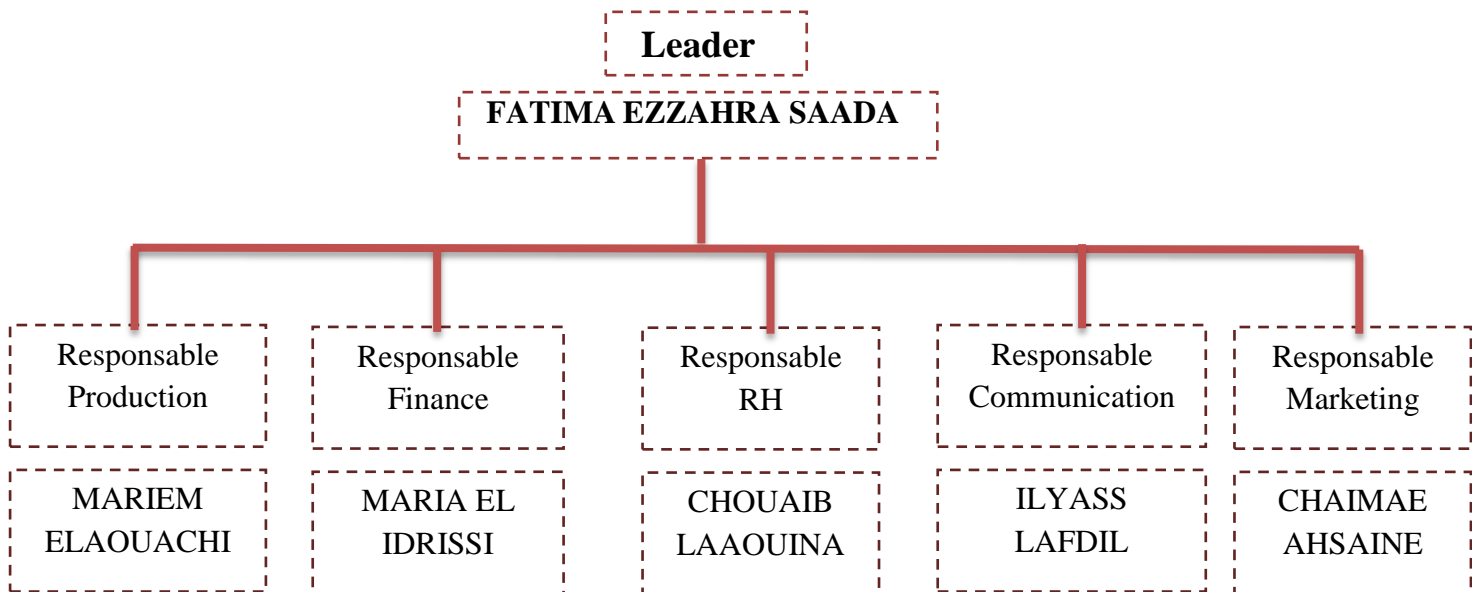 Leader
FATIMA EZZAHRA SAADA
Responsable
Production
Responsable
Finance
Responsable
RH
Responsable
Communication
Responsable
Marketing
MARIEM
ELAOUACHI
MARIA EL
IDRISSI
CHOUAIB
LAAOUINA
ILYASS
LAFDIL
CHAIMAE
AHSAINE